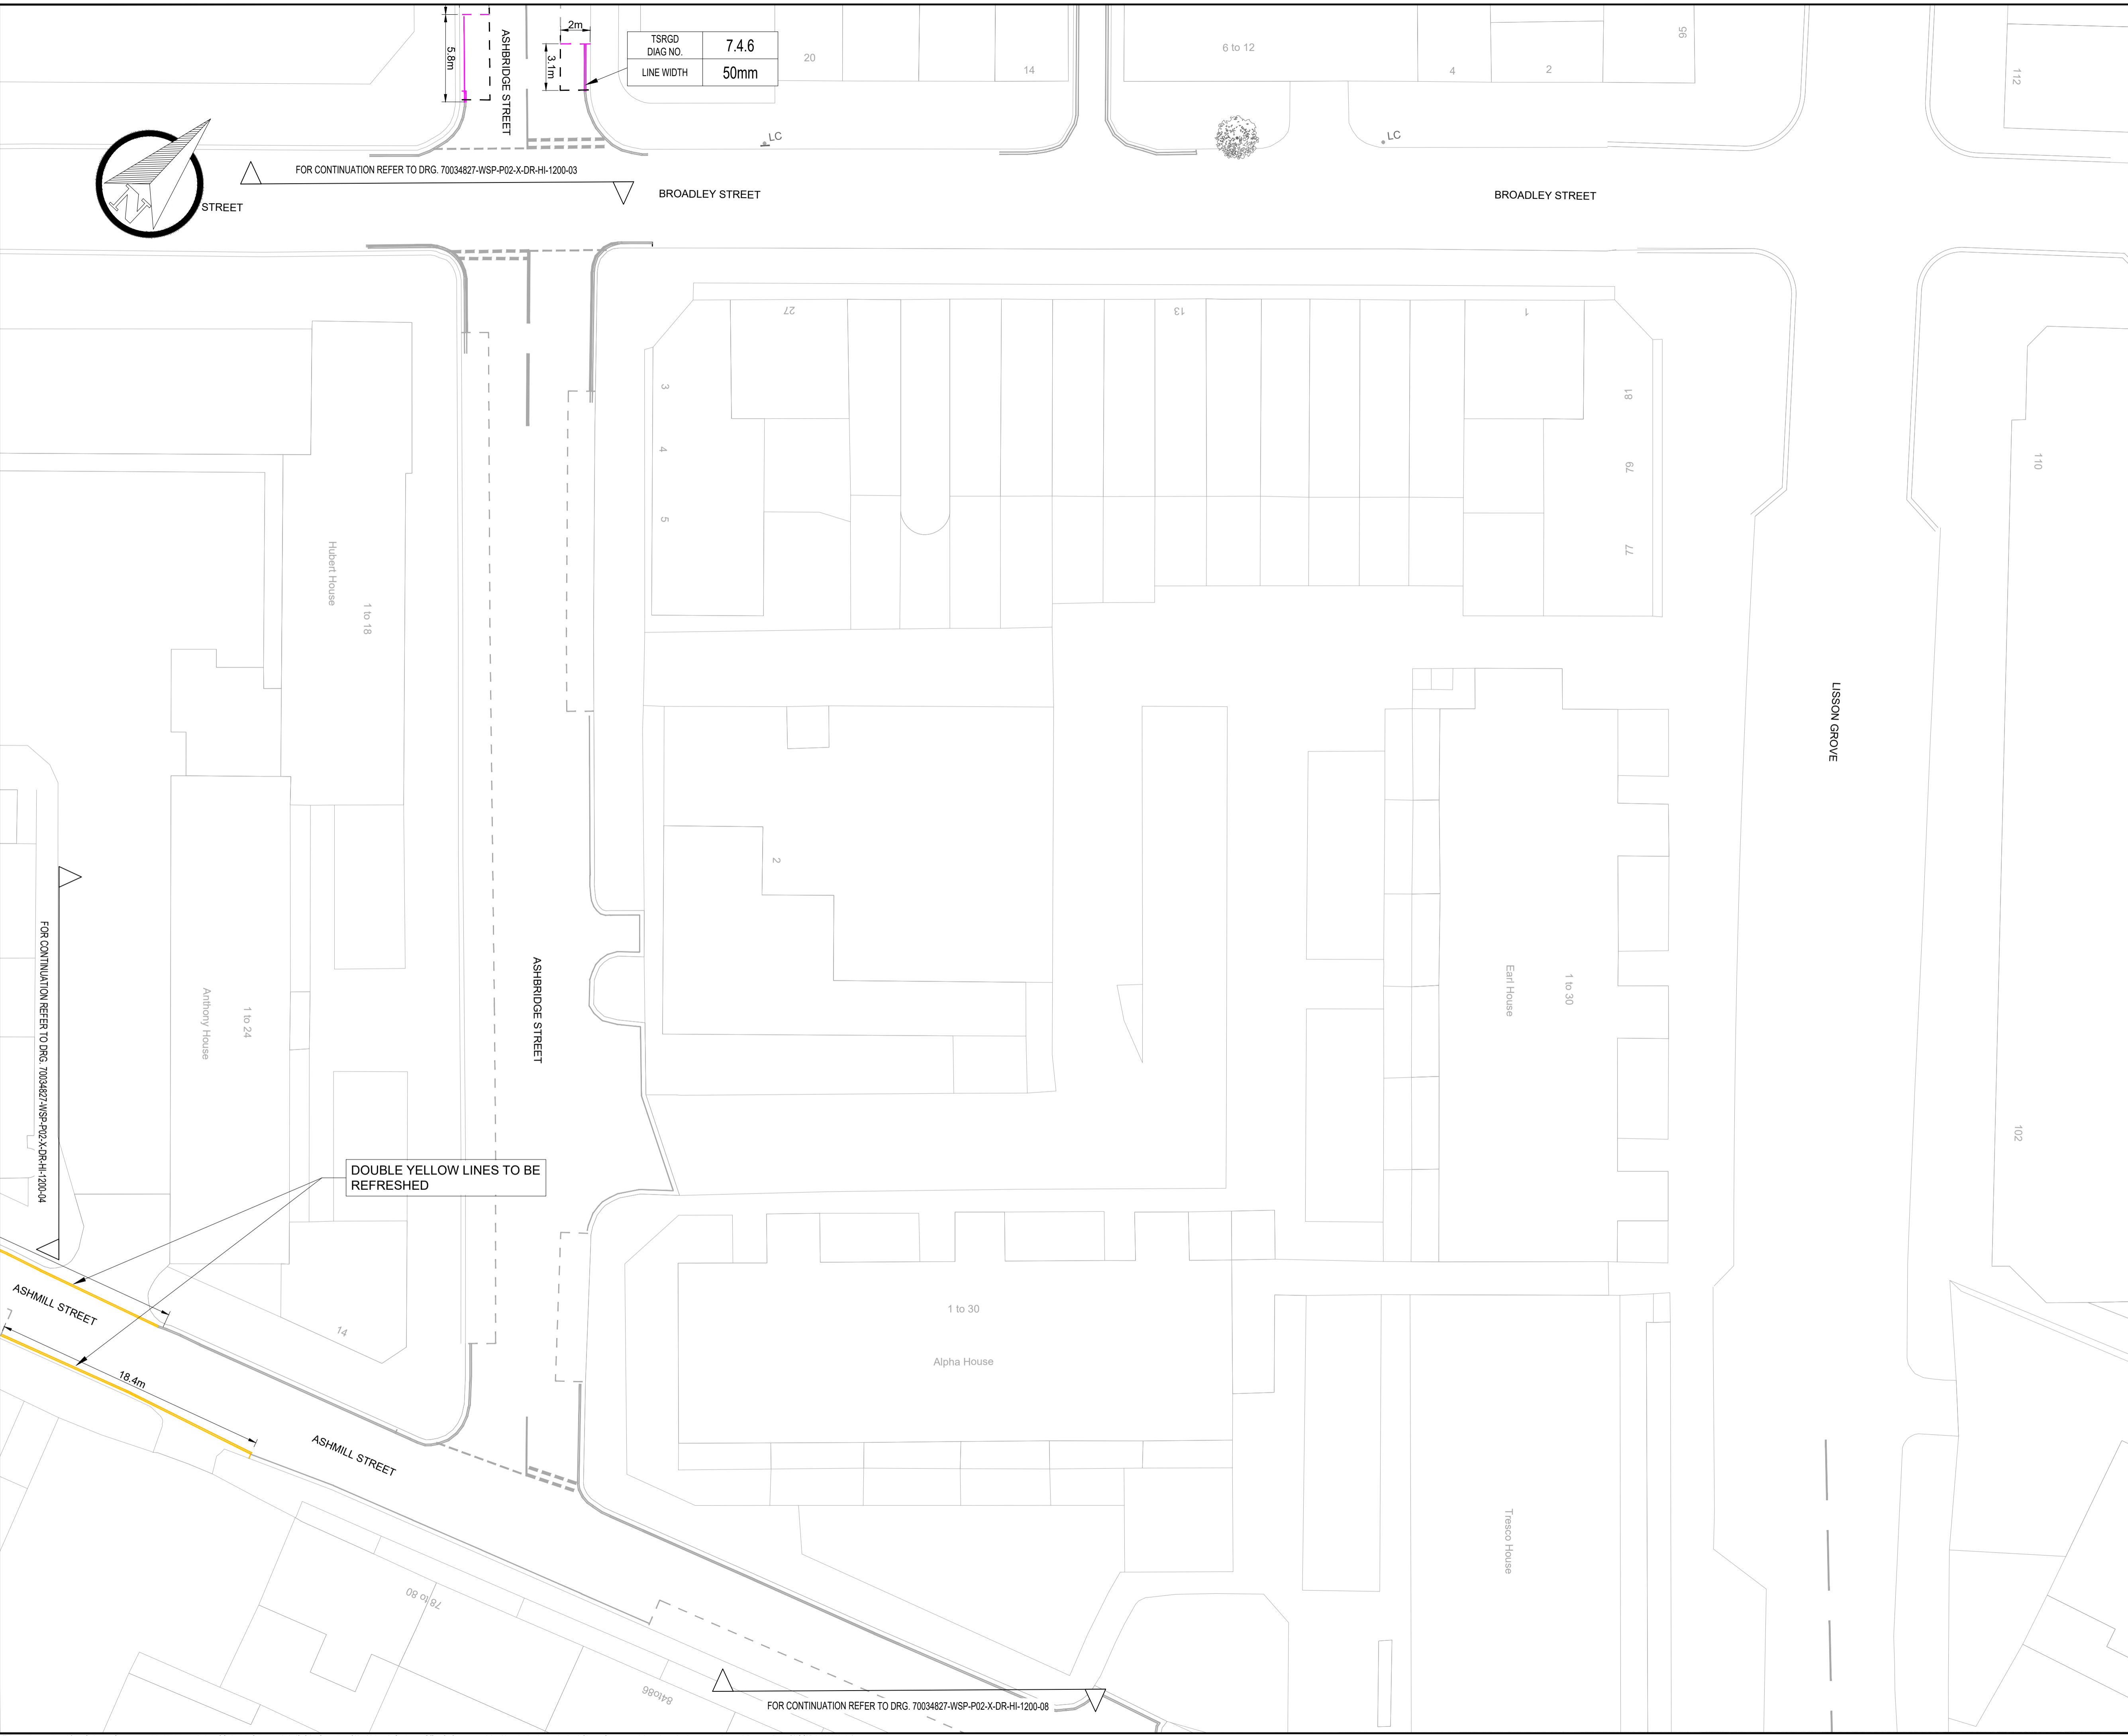 5.8m
ASHBRIDGE STREET
2m
3.1m
TSRGD
DIAG NO.
7.4.6
LINE WIDTH
50mm
20
14
6 to 12
4
2
96
112
LC
LC
N
FOR CONTINUATION REFER TO DRG. 70034827-WSP-P02-X-DR-HI-1200-03
STREET
BROADLEY STREET
BROADLEY STREET
27
13
1
3
4
5
81
79
77
110
Hubert House
1 to 18
LISSON GROVE
2
FOR CONTINUATION REFER TO DRG. 70034827-WSP-P02-X-DR-HI-1200-04
Anthony House
1 to 24
ASHBRIDGE STREET
Earl House
1 to 30
102
DOUBLE YELLOW LINES TO BE
REFRESHED
ASHMILL STREET
14
18.4m
1 to 30
Alpha House
ASHMILL STREET
Tresco House
78 to 80
84to86
FOR CONTINUATION REFER TO DRG. 70034827-WSP-P02-X-DR-HI-1200-08